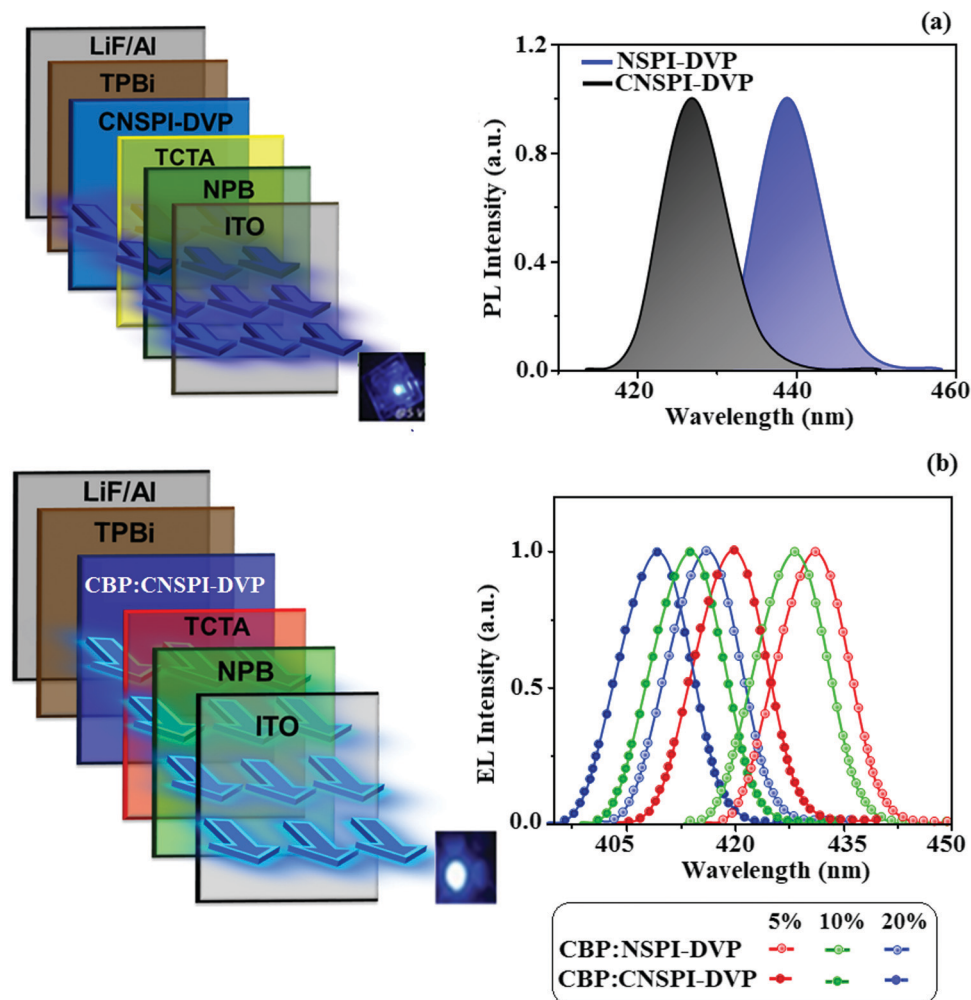 (a)
LiF/Al
TPBi
CNSPI-DVP
TCTA
NPB
ITO
1.2
0.8
0.4
0.0
PL Intensity (a.u.)
NSPI-DVP
CNSPI-DVP
420 440 460
Wavelength (nm)
(b)
LiF/Al
TPBi
CBP:CNSPI-DVP
TCTA
NPB
ITO
1.0
0.5
0.0
EL Intensity (a.u.)
405 420 435 450
Wavelength (nm)
5% 10% 20%
CBP:NSPI-DVP
CBP:CNSPI-DVP